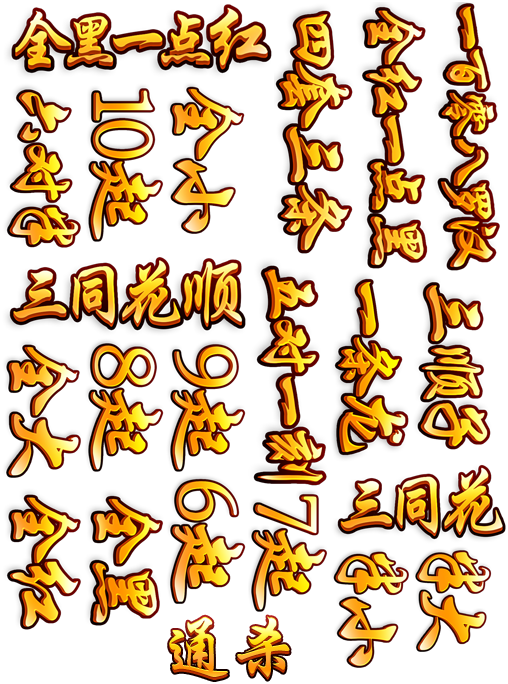 全黑一点红
四套三条
全红一点黑
一百零八罗汉
六对半
10起
全小
三同花顺
五对一刻
一条龙
三顺子
全大
8起
9起
三同花
全红
全黑
6起
7起
半小
半大
通杀